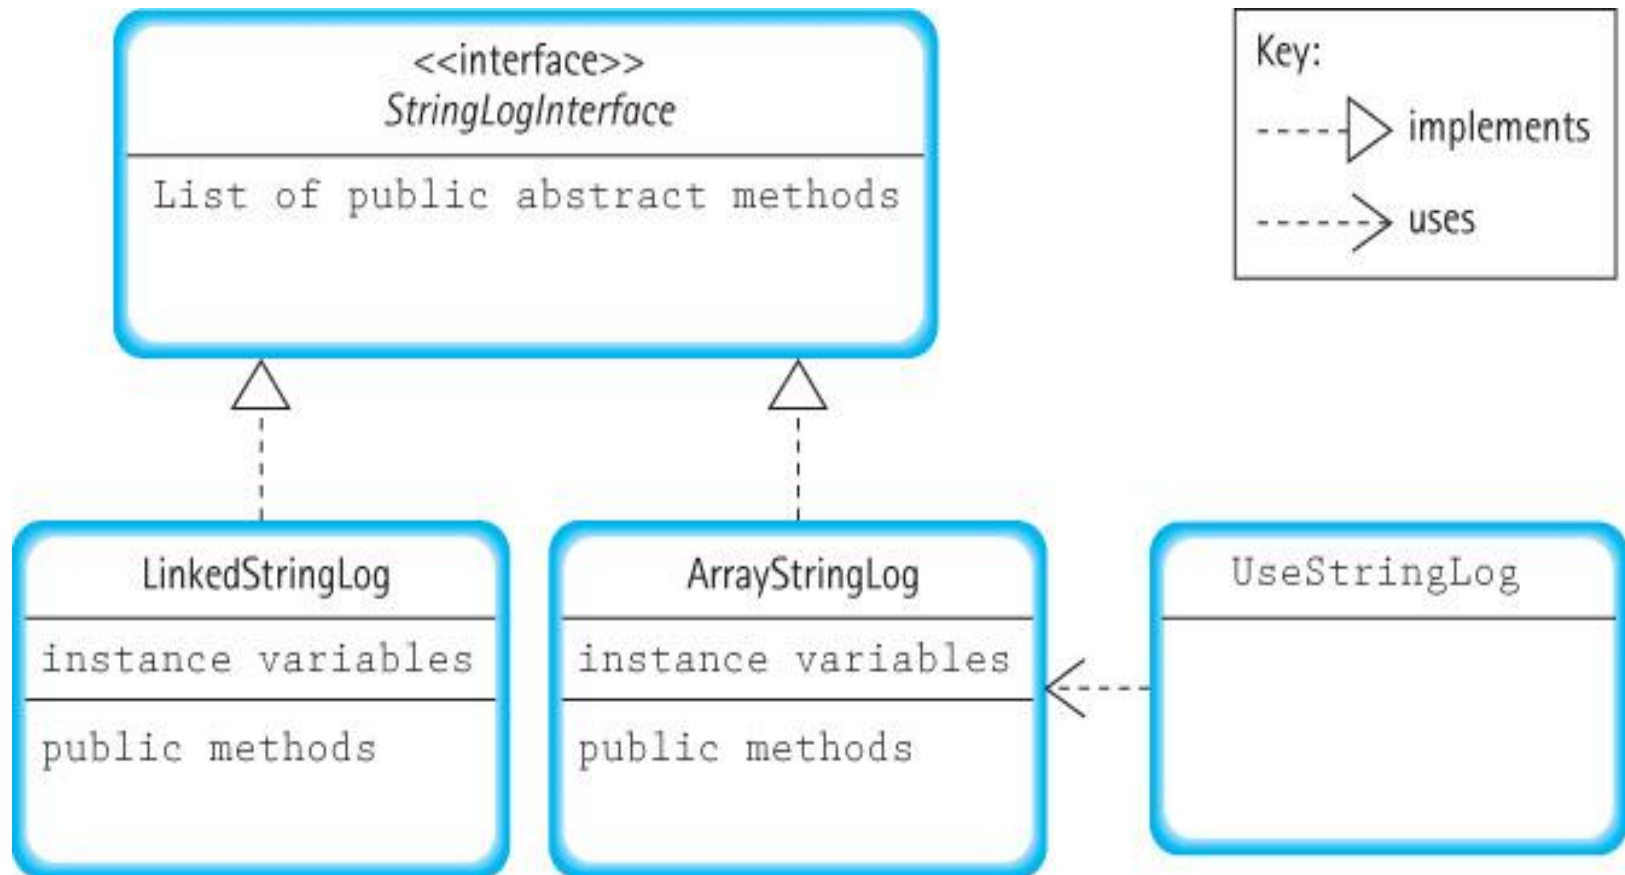 <<interface>>
StringLogInterface
List of public abstract methods
Key:
implements
uses
LinkedStringLog
instance variables
public methods
ArrayStringLog
instance variables
public methods
UseStringLog